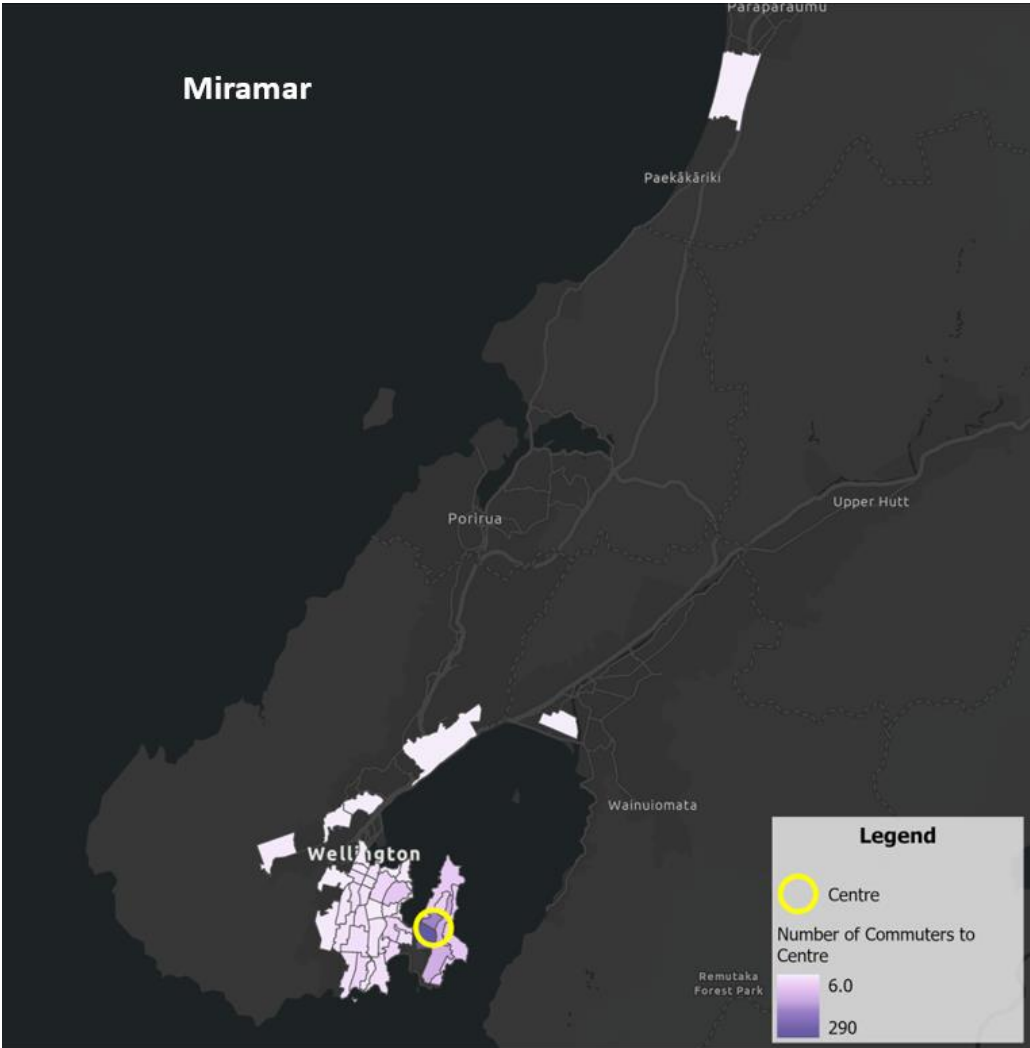 Paraparaumu
Miramar
Paekākāriki
Upper Hutt
Porirua
Wainuiomata
Wellington
Remutaka
Forest Park
Legend
Centre
Number of Commuters to
Centre
6.0
290